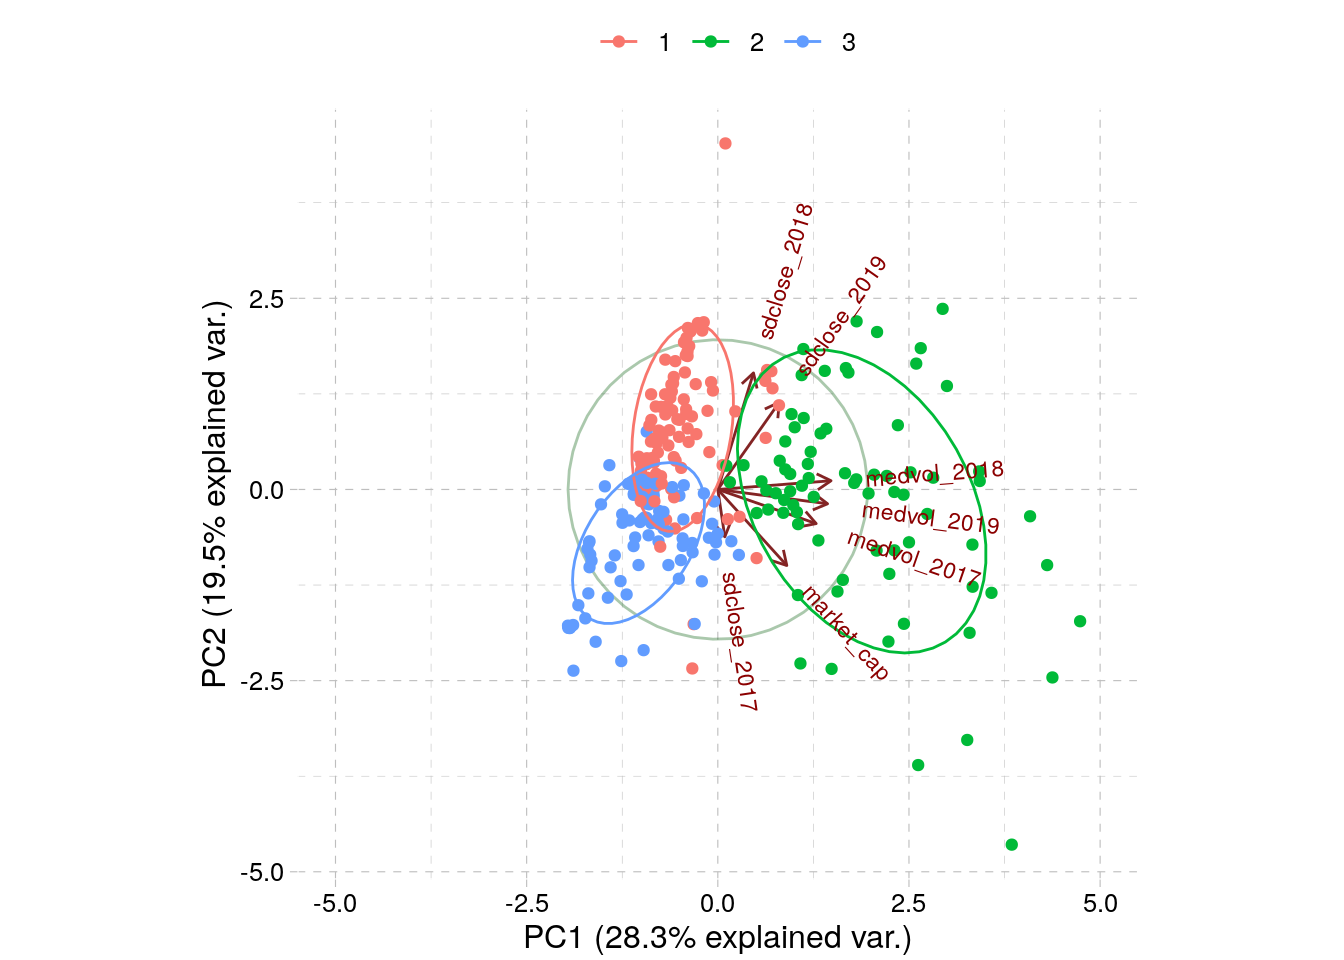 1 2 3
sdclose_2018
sdclose_2019
medvol_2018
medvol_2019
medvol_2017
market_cap
sdclose_2017
PC2 (19.5% explained var.)
2.5
0.0
-2.5
-5.0
-5.0 -2.5 0.0 2.5 5.0
PC1 (28.3% explained var.)